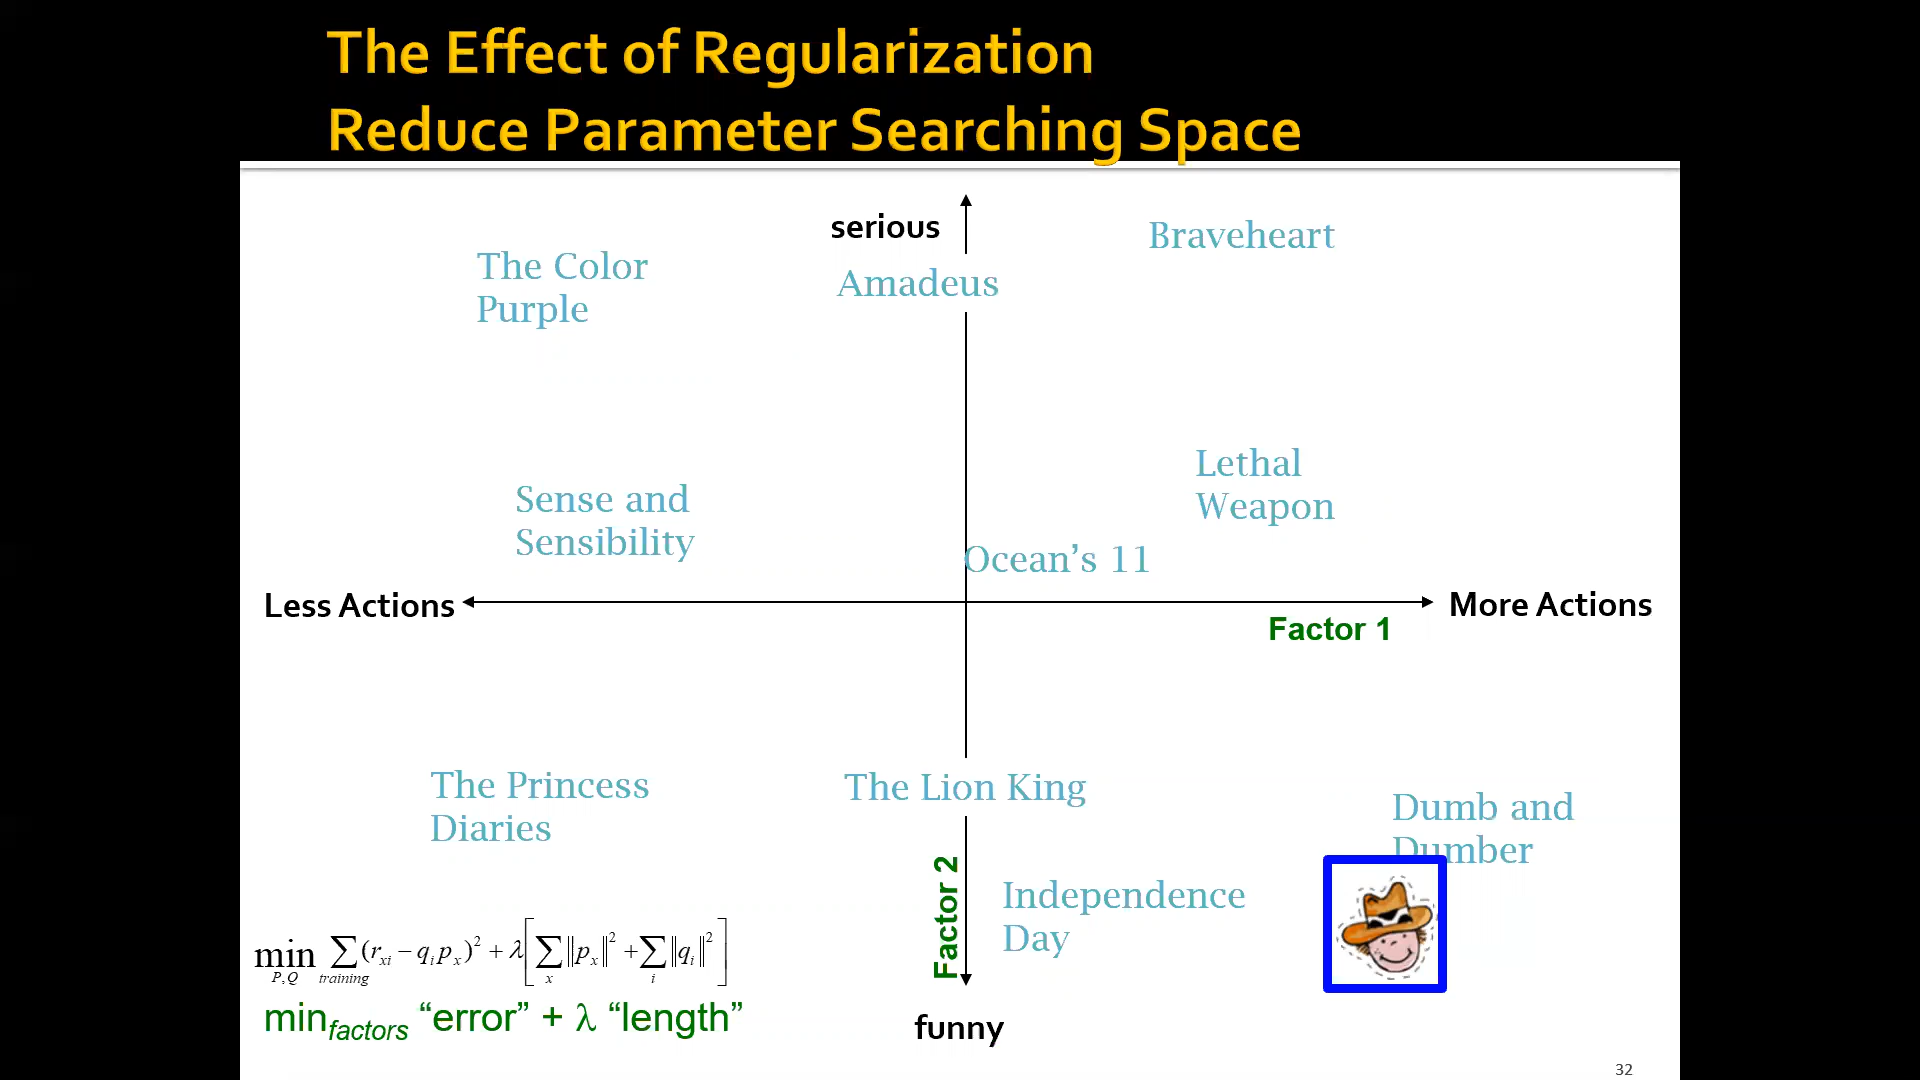 The Effect of Regularization
Reduce Parameter Searching Space
serious
Braveheart
The Color
Purple
Amadeus
Lethal
Weapon
Sense and
Sensibility
Ocean’s 11
Less Actions
More Actions
Factor 1
The Princess
Diaries
The Lion King
Dumb and
Dumber
Factor 2
Independence
Day
min P,Q ∑ training (r_xi − q_i p_x)² + λ[∑ x ‖p_x‖² + ∑ i ‖q_i‖²]
min factors “error” + λ “length”
funny
32